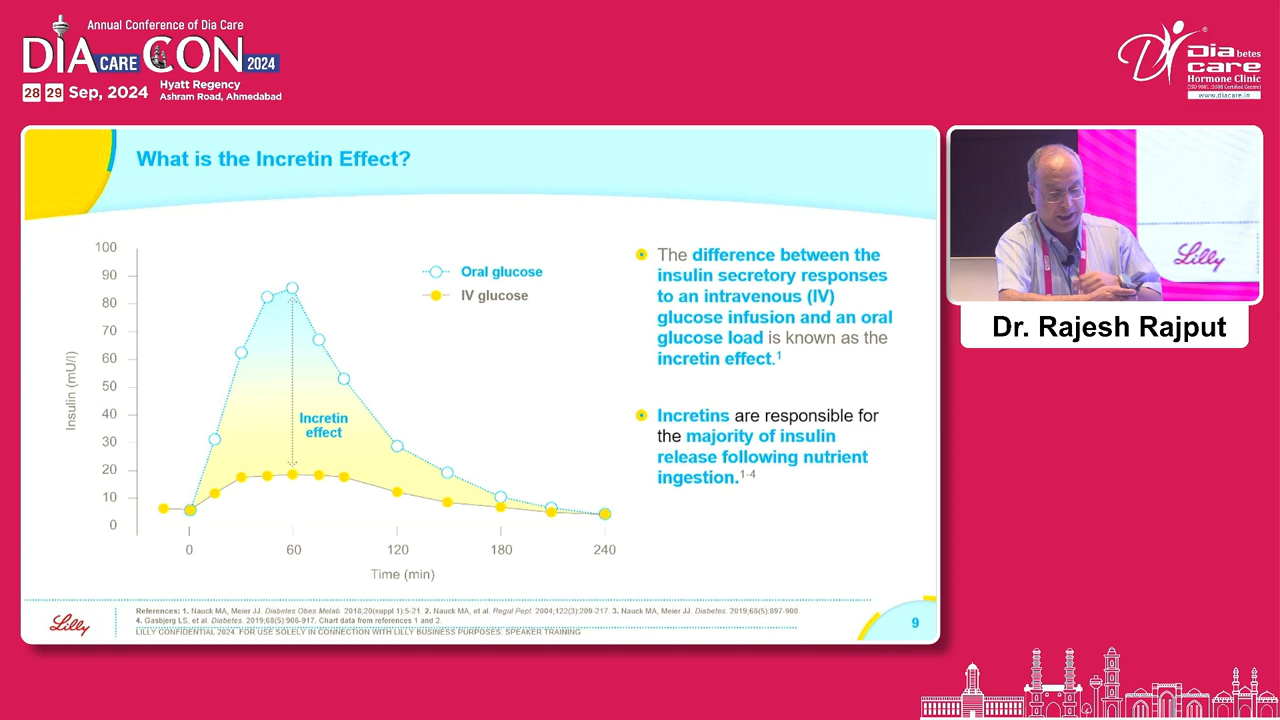 Annual Conference of Dia Care
DIA CARE CON 2024
28 29 Sep, 2024
Hyatt Regency
Ashram Road, Ahmedabad
Diabetes
care
Hormone Clinic
(ISO 9001 : 2008 Certified Centre)
www.diacare.in
What is the Incretin Effect?
100
90
80
70
60
50
40
30
20
10
0
Insulin (mU/l)
Oral glucose
IV glucose
Incretin
effect
0 60 120 180 240
Time (min)
The difference between the
insulin secretory responses
to an intravenous (IV)
glucose infusion and an oral
glucose load is known as the
incretin effect.1
Incretins are responsible for
the majority of insulin
release following nutrient
ingestion.1-4
Lilly
References: 1. Nauck MA, Meier JJ. Diabetes Obes Metab. 2018;20(suppl 1):5-21. 2. Nauck MA, et al. Regul Pept. 2004;122(3):209-217. 3. Nauck MA, Meier JJ. Diabetes. 2019;68(5):897-900.
4. Gasbjerg LS, et al. Diabetes. 2019;68(5):906-917. Chart data from references 1 and 2.
LILLY CONFIDENTIAL 2024. FOR USE SOLELY IN CONNECTION WITH LILLY BUSINESS PURPOSES. SPEAKER TRAINING
9
Lilly
Dr. Rajesh Rajput